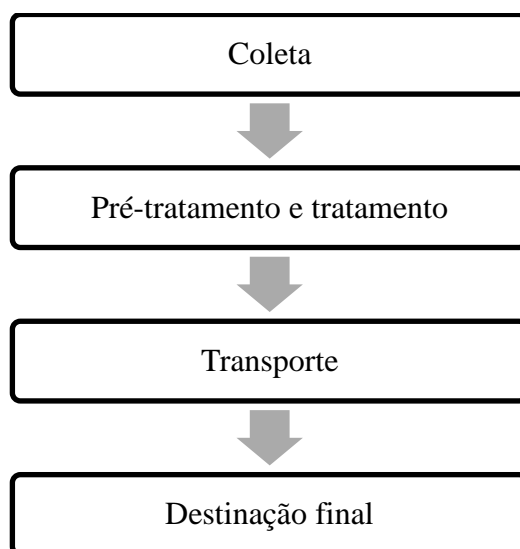 Coleta
Pré-tratamento e tratamento
Transporte
Destinação final